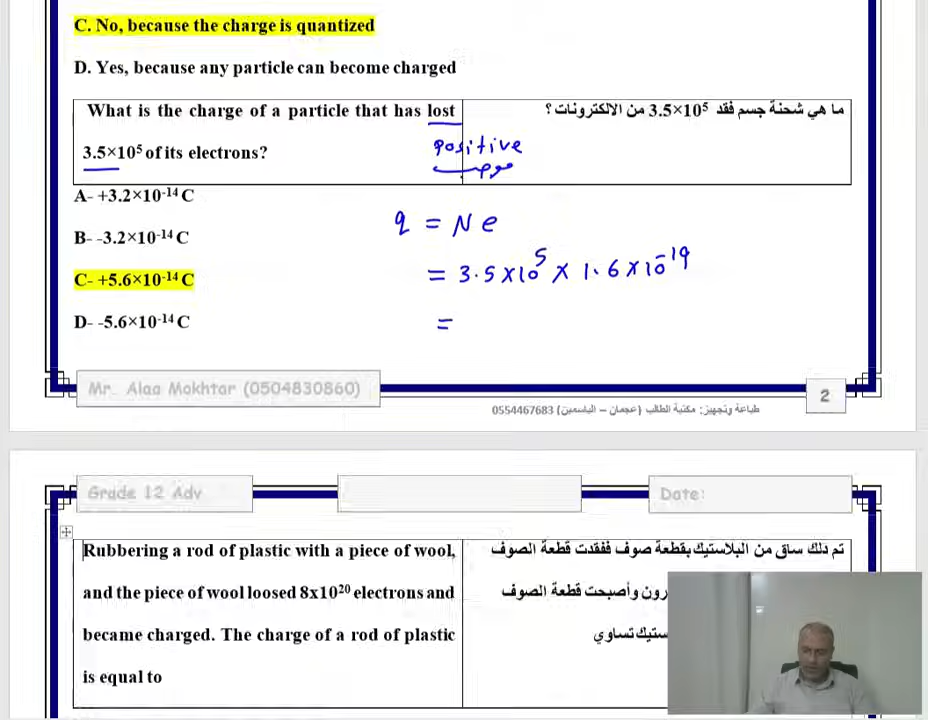 C. No, because the charge is quantized
D. Yes, because any particle can become charged
What is the charge of a particle that has lost
3.5×10⁵ of its electrons?
ما هي شحنة جسم فقد 3.5×10⁵ من الالكترونات ؟
positive
موجب
A- +3.2×10⁻¹⁴ C
B- -3.2×10⁻¹⁴ C
C- +5.6×10⁻¹⁴ C
D- -5.6×10⁻¹⁴ C
q = N e
= 3.5 × 10⁵ × 1.6 × 10⁻¹⁹
=
Mr. Alaa Mokhtar (0504830860)
2
طباعة وتجهيز: مكتبة الطالب (عجمان – الياسمين) 0554467683
Grade 12 Adv
Date:
Rubbering a rod of plastic with a piece of wool,
and the piece of wool loosed 8x10²⁰ electrons and
became charged. The charge of a rod of plastic
is equal to
تم دلك ساق من البلاستيك بقطعة صوف ففقدت قطعة الصوف
رون وأصبحت قطعة الصوف
ستيك تساوي